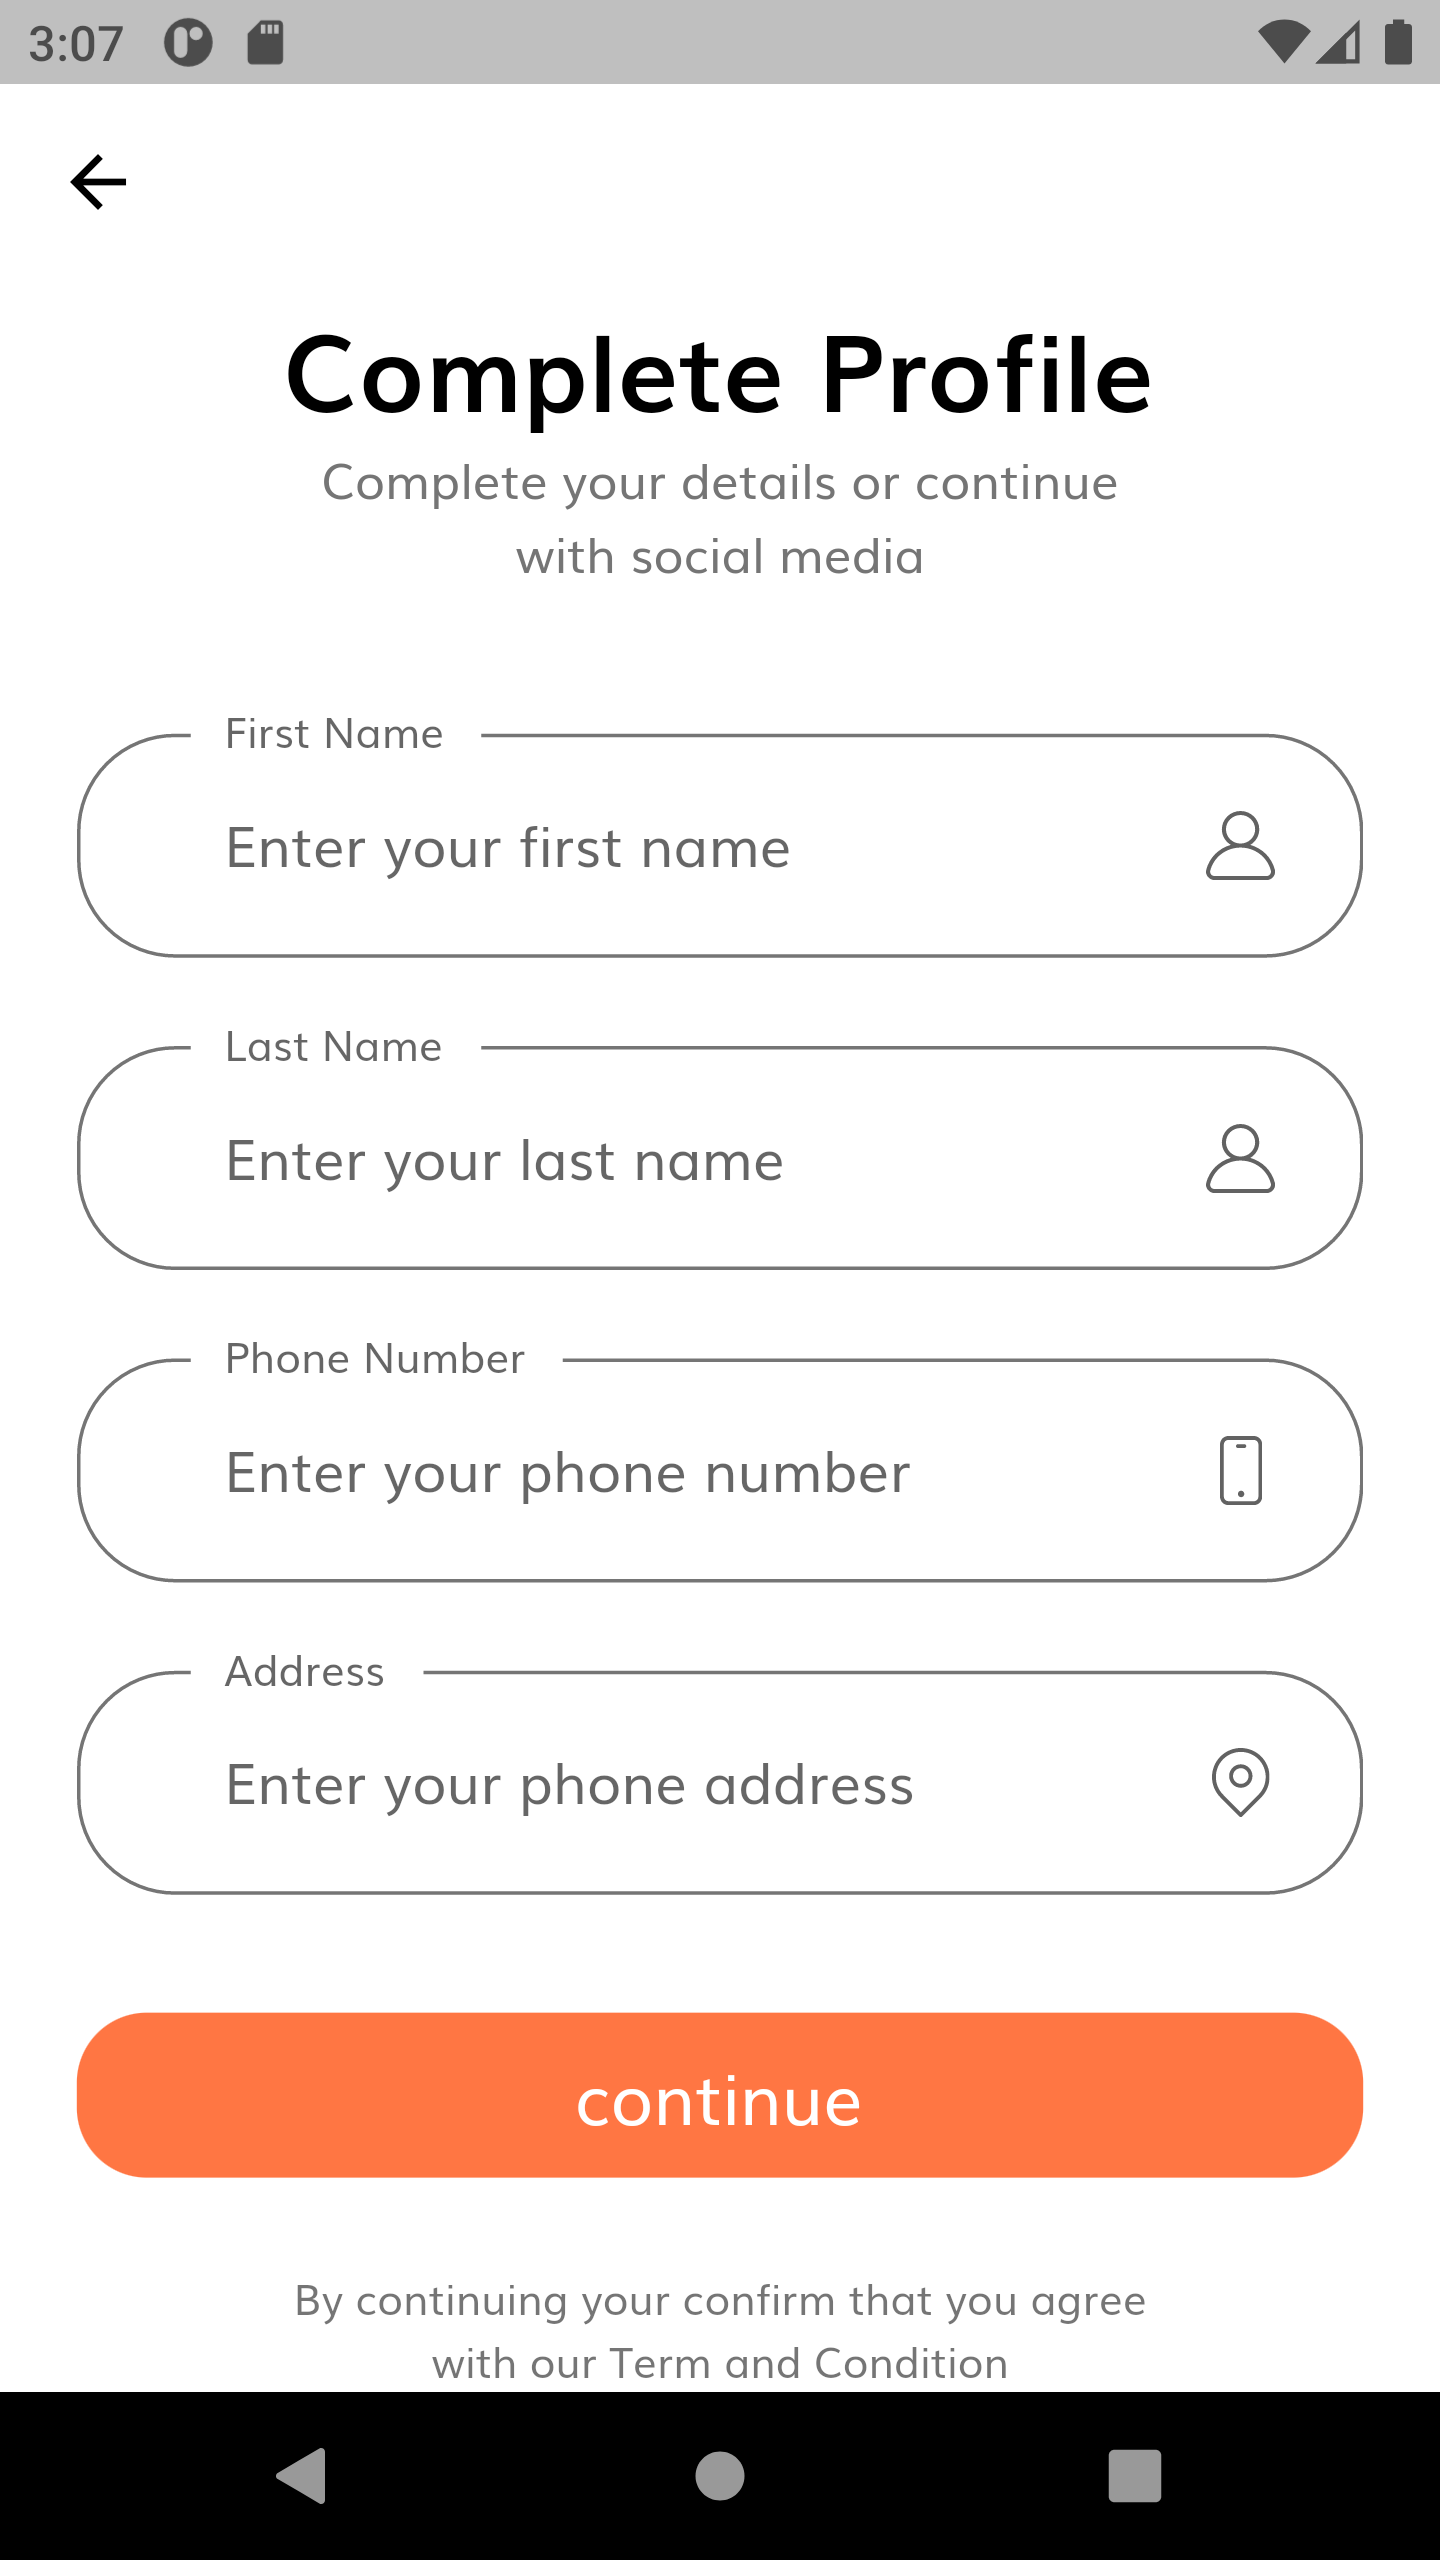 3:07
Complete Profile
Complete your details or continue
with social media
First Name
Enter your first name
Last Name
Enter your last name
Phone Number
Enter your phone number
Address
Enter your phone address
continue
By continuing your confirm that you agree
with our Term and Condition